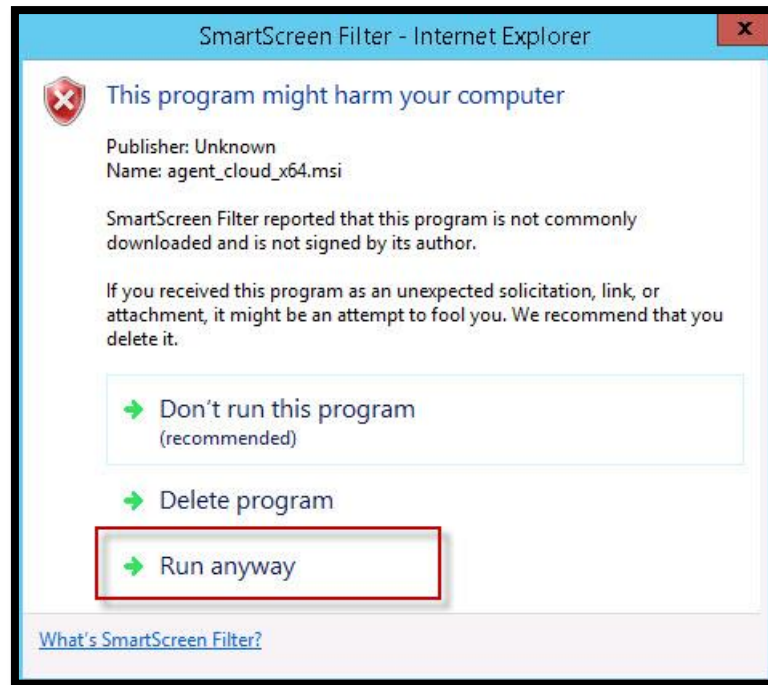 SmartScreen Filter - Internet Explorer
x
This program might harm your computer
Publisher: Unknown
Name: agent_cloud_x64.msi
SmartScreen Filter reported that this program is not commonly
downloaded and is not signed by its author.
If you received this program as an unexpected solicitation, link, or
attachment, it might be an attempt to fool you. We recommend that you
delete it.
Don't run this program
(recommended)
Delete program
Run anyway
What's SmartScreen Filter?